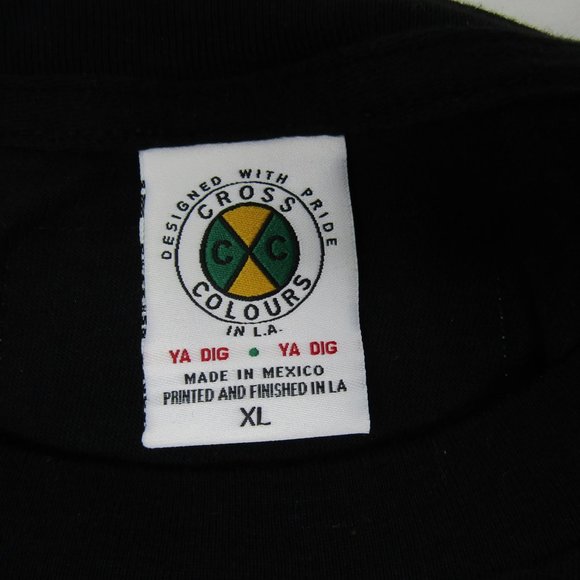 DESIGNED WITH PRIDE
CROSS
C C
COLOURS
IN L.A.
YA DIG • YA DIG
MADE IN MEXICO
PRINTED AND FINISHED IN LA
XL